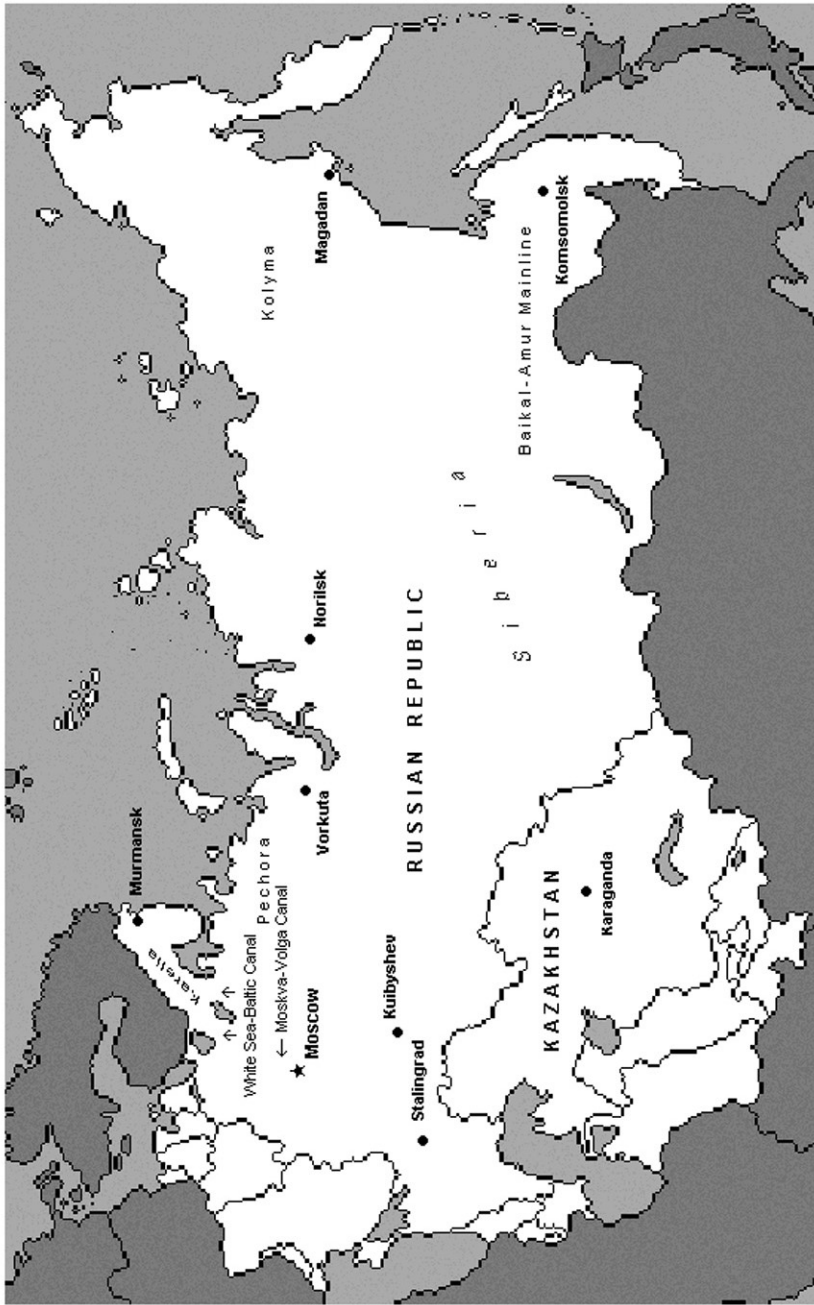 Murmansk
Karelia
White Sea-Baltic Canal
Pechora
← Moskva-Volga Canal
Moscow
Vorkuta
Norilsk
Kolyma
Magadan
Kuibyshev
Stalingrad
RUSSIAN REPUBLIC
Siberia
Baikal-Amur Mainline
Komsomolsk
KAZAKHSTAN
Karaganda